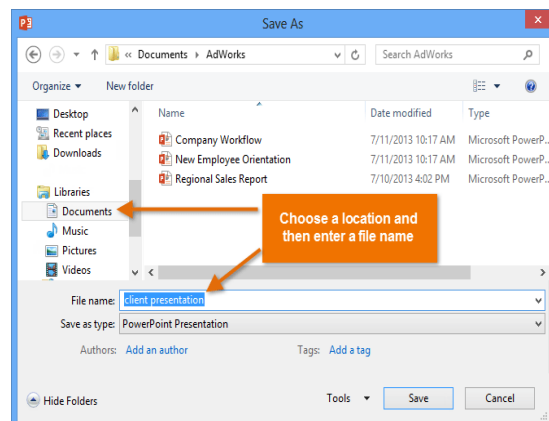 Save As
« Documents › AdWorks
Search AdWorks
Organize
New folder
Name Date modified Type
Desktop
Recent places
Downloads
Libraries
Documents
Music
Pictures
Videos
Company Workflow 7/11/2013 10:17 AM Microsoft PowerP...
New Employee Orientation 7/11/2013 10:17 AM Microsoft PowerP...
Regional Sales Report 7/10/2013 4:02 PM Microsoft PowerP...
Choose a location and
then enter a file name
File name: client presentation
Save as type: PowerPoint Presentation
Authors: Add an author Tags: Add a tag
Hide Folders Tools Save Cancel